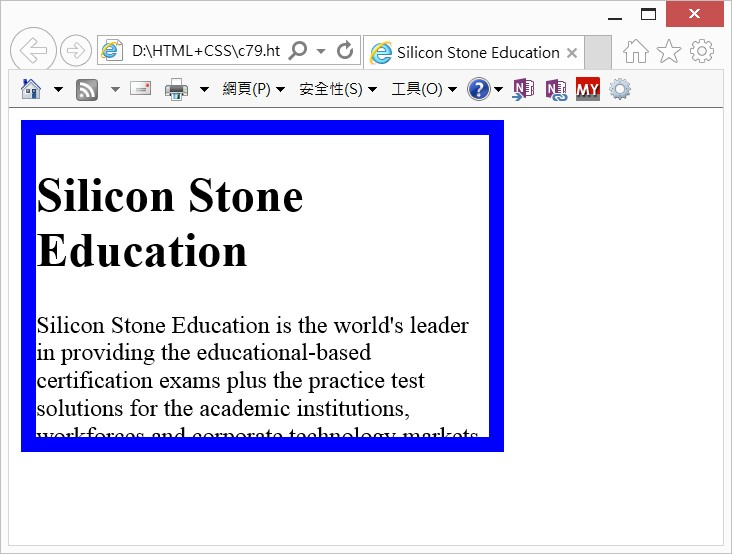 D:\HTML+CSS\c79.ht
Silicon Stone Education
網頁(P)
安全性(S)
工具(O)
?
N
N
MY
Silicon Stone
Education
Silicon Stone Education is the world's leader
in providing the educational-based
certification exams plus the practice test
solutions for the academic institutions,
workforces and corporate technology markets